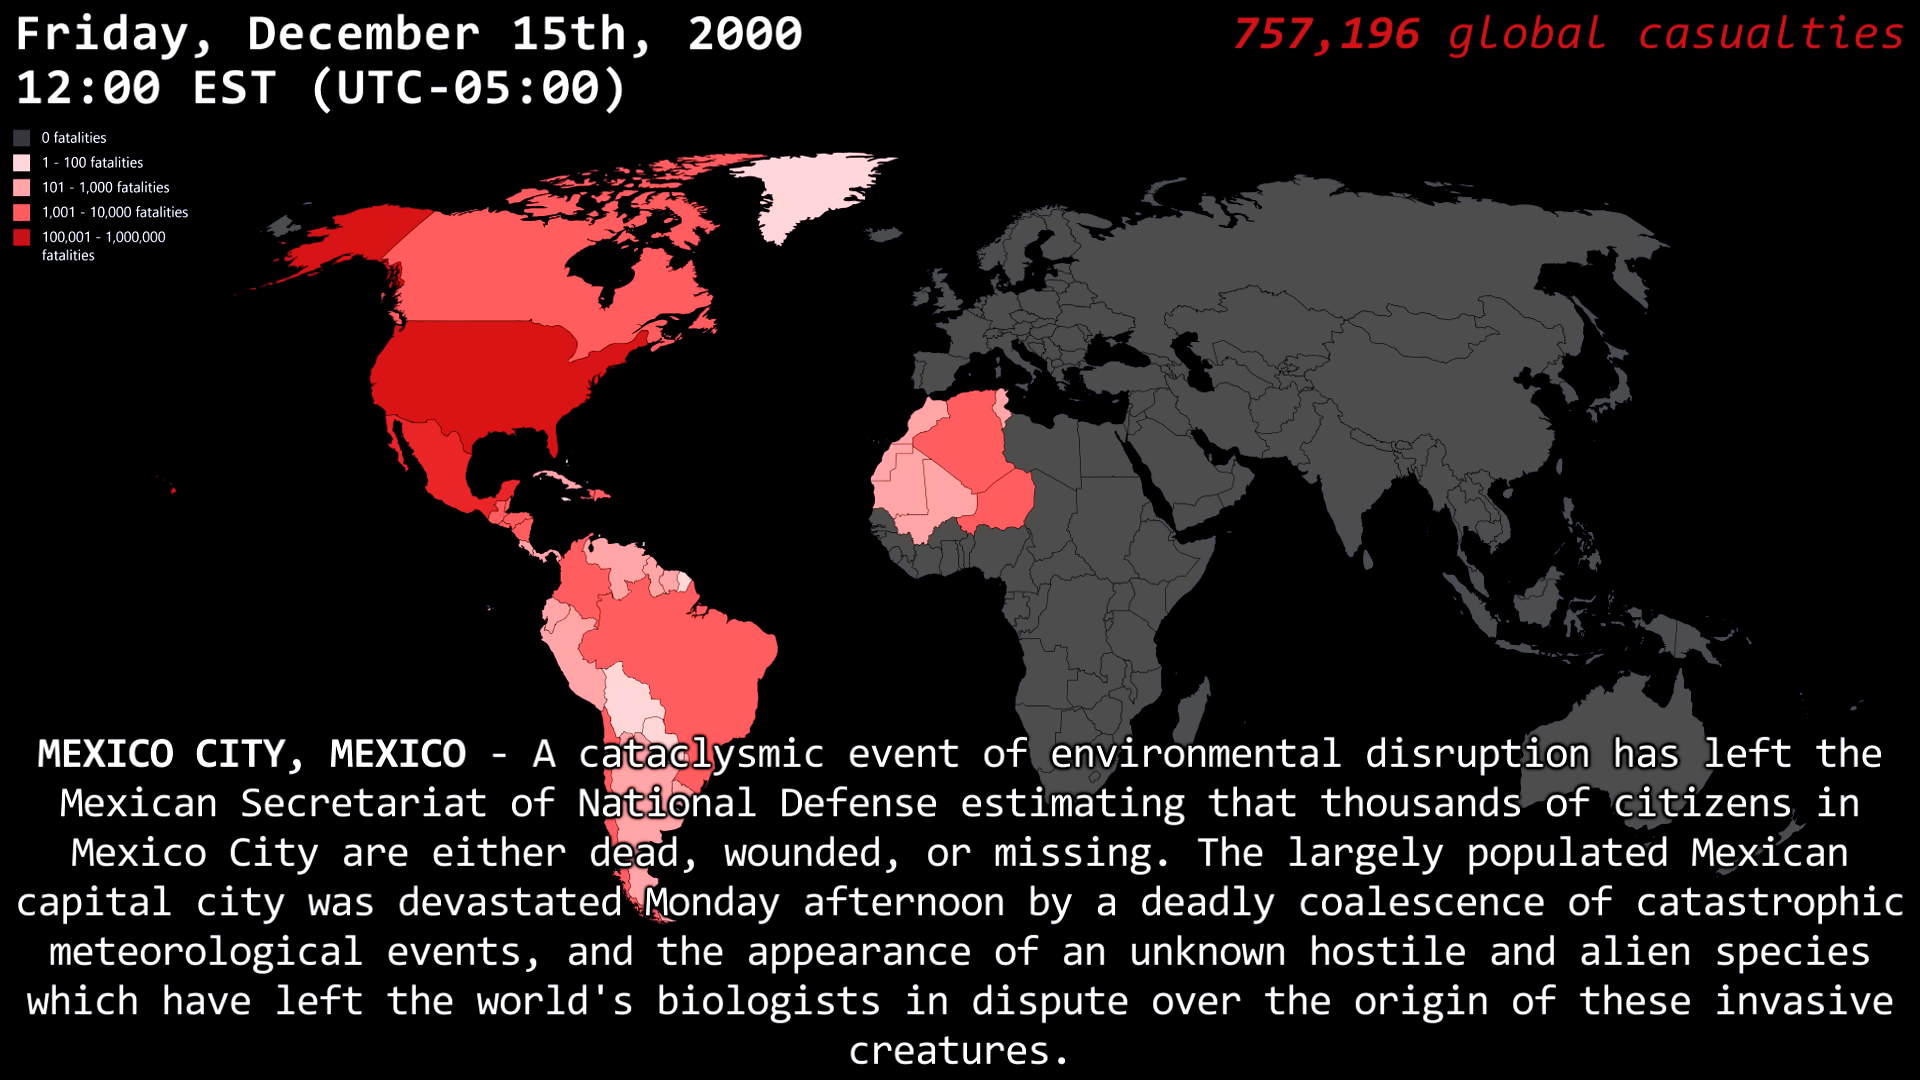 Friday, December 15th, 2000
757,196 global casualties
12:00 EST (UTC-05:00)
0 fatalities
1 - 100 fatalities
101 - 1,000 fatalities
1,001 - 10,000 fatalities
100,001 - 1,000,000
fatalities
MEXICO CITY, MEXICO - A cataclysmic event of environmental disruption has left the
Mexican Secretariat of National Defense estimating that thousands of citizens in
Mexico City are either dead, wounded, or missing. The largely populated Mexican
capital city was devastated Monday afternoon by a deadly coalescence of catastrophic
meteorological events, and the appearance of an unknown hostile and alien species
which have left the world's biologists in dispute over the origin of these invasive
creatures.